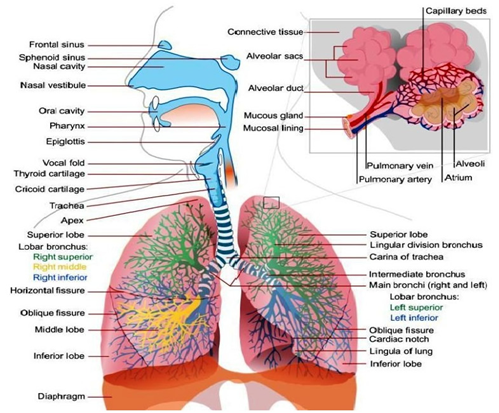 Frontal sinus
Sphenoid sinus
Nasal cavity
Nasal vestibule
Oral cavity
Pharynx
Epiglottis
Vocal fold
Thyroid cartilage
Cricoid cartilage
Trachea
Apex
Superior lobe
Lobar bronchus:
Right superior
Right middle
Right inferior
Horizontal fissure
Oblique fissure
Middle lobe
Inferior lobe
Diaphragm
Capillary beds
Connective tissue
Alveolar sacs
Alveolar duct
Mucous gland
Mucosal lining
Pulmonary vein
Pulmonary artery
Alveoli
Atrium
Superior lobe
Lingular division bronchus
Carina of trachea
Intermediate bronchus
Main bronchi (right and left)
Lobar bronchus:
Left superior
Left inferior
Oblique fissure
Cardiac notch
Lingula of lung
Inferior lobe